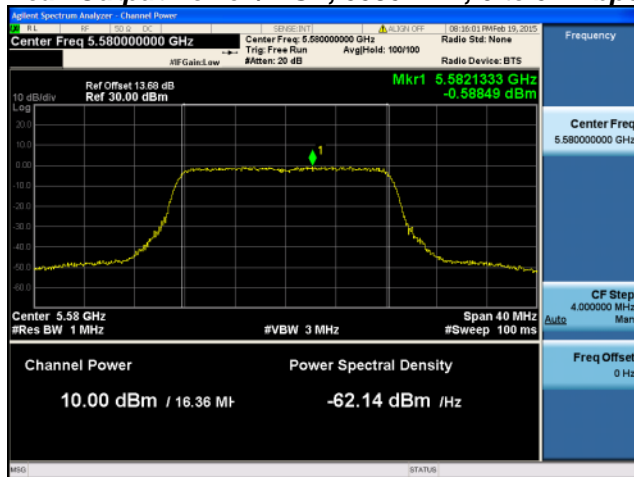 Agilent Spectrum Analyzer - Channel Power
RL RF 50 Ω DC SENSE:INT ALIGN OFF 08:16:01 PM Feb 19, 2015
Center Freq 5.580000000 GHz
Center Freq: 5.580000000 GHz
Radio Std: None
Trig: Free Run Avg|Hold: 100/100
#IFGain:Low #Atten: 20 dB Radio Device: BTS
Frequency
Mkr1 5.5821333 GHz
-0.58849 dBm
Ref Offset 13.68 dB
10 dB/div Ref 30.00 dBm
Log
20.0
10.0
0.00
-10.0
-20.0
-30.0
-40.0
-50.0
-60.0
1
Center 5.58 GHz Span 40 MHz
#Res BW 1 MHz #VBW 3 MHz #Sweep 100 ms
Channel Power Power Spectral Density
10.00 dBm / 16.36 MH -62.14 dBm /Hz
Center Freq
5.580000000 GHz
CF Step
4.000000 MHz
Auto Man
Freq Offset
0 Hz
MSG STATUS